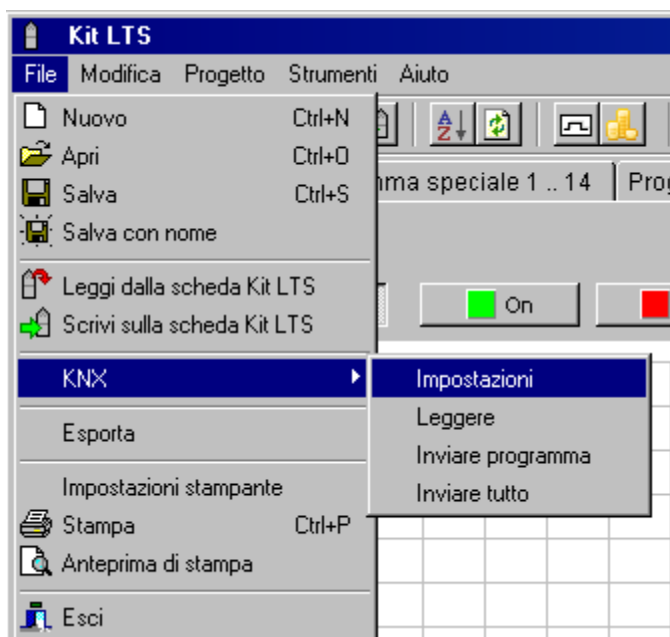 Kit LTS
File Modifica Progetto Strumenti Aiuto
Nuovo Ctrl+N
Apri Ctrl+O
Salva Ctrl+S
speciale 1 .. 14
Salva con nome
Leggi dalla scheda Kit LTS
On
Scrivi sulla scheda Kit LTS
KNX
Impostazioni
Leggere
Inviare programma
Inviare tutto
Esporta
Impostazioni stampante
Stampa Ctrl+P
Anteprima di stampa
Esci